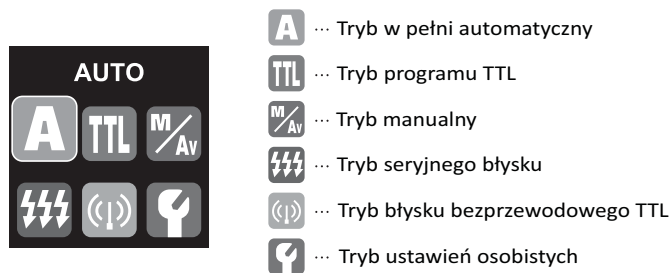 AUTO
A TTL M/Av
A ··· Tryb w pełni automatyczny
TTL ··· Tryb programu TTL
M/Av ··· Tryb manualny
··· Tryb seryjnego błysku
··· Tryb błysku bezprzewodowego TTL
··· Tryb ustawień osobistych